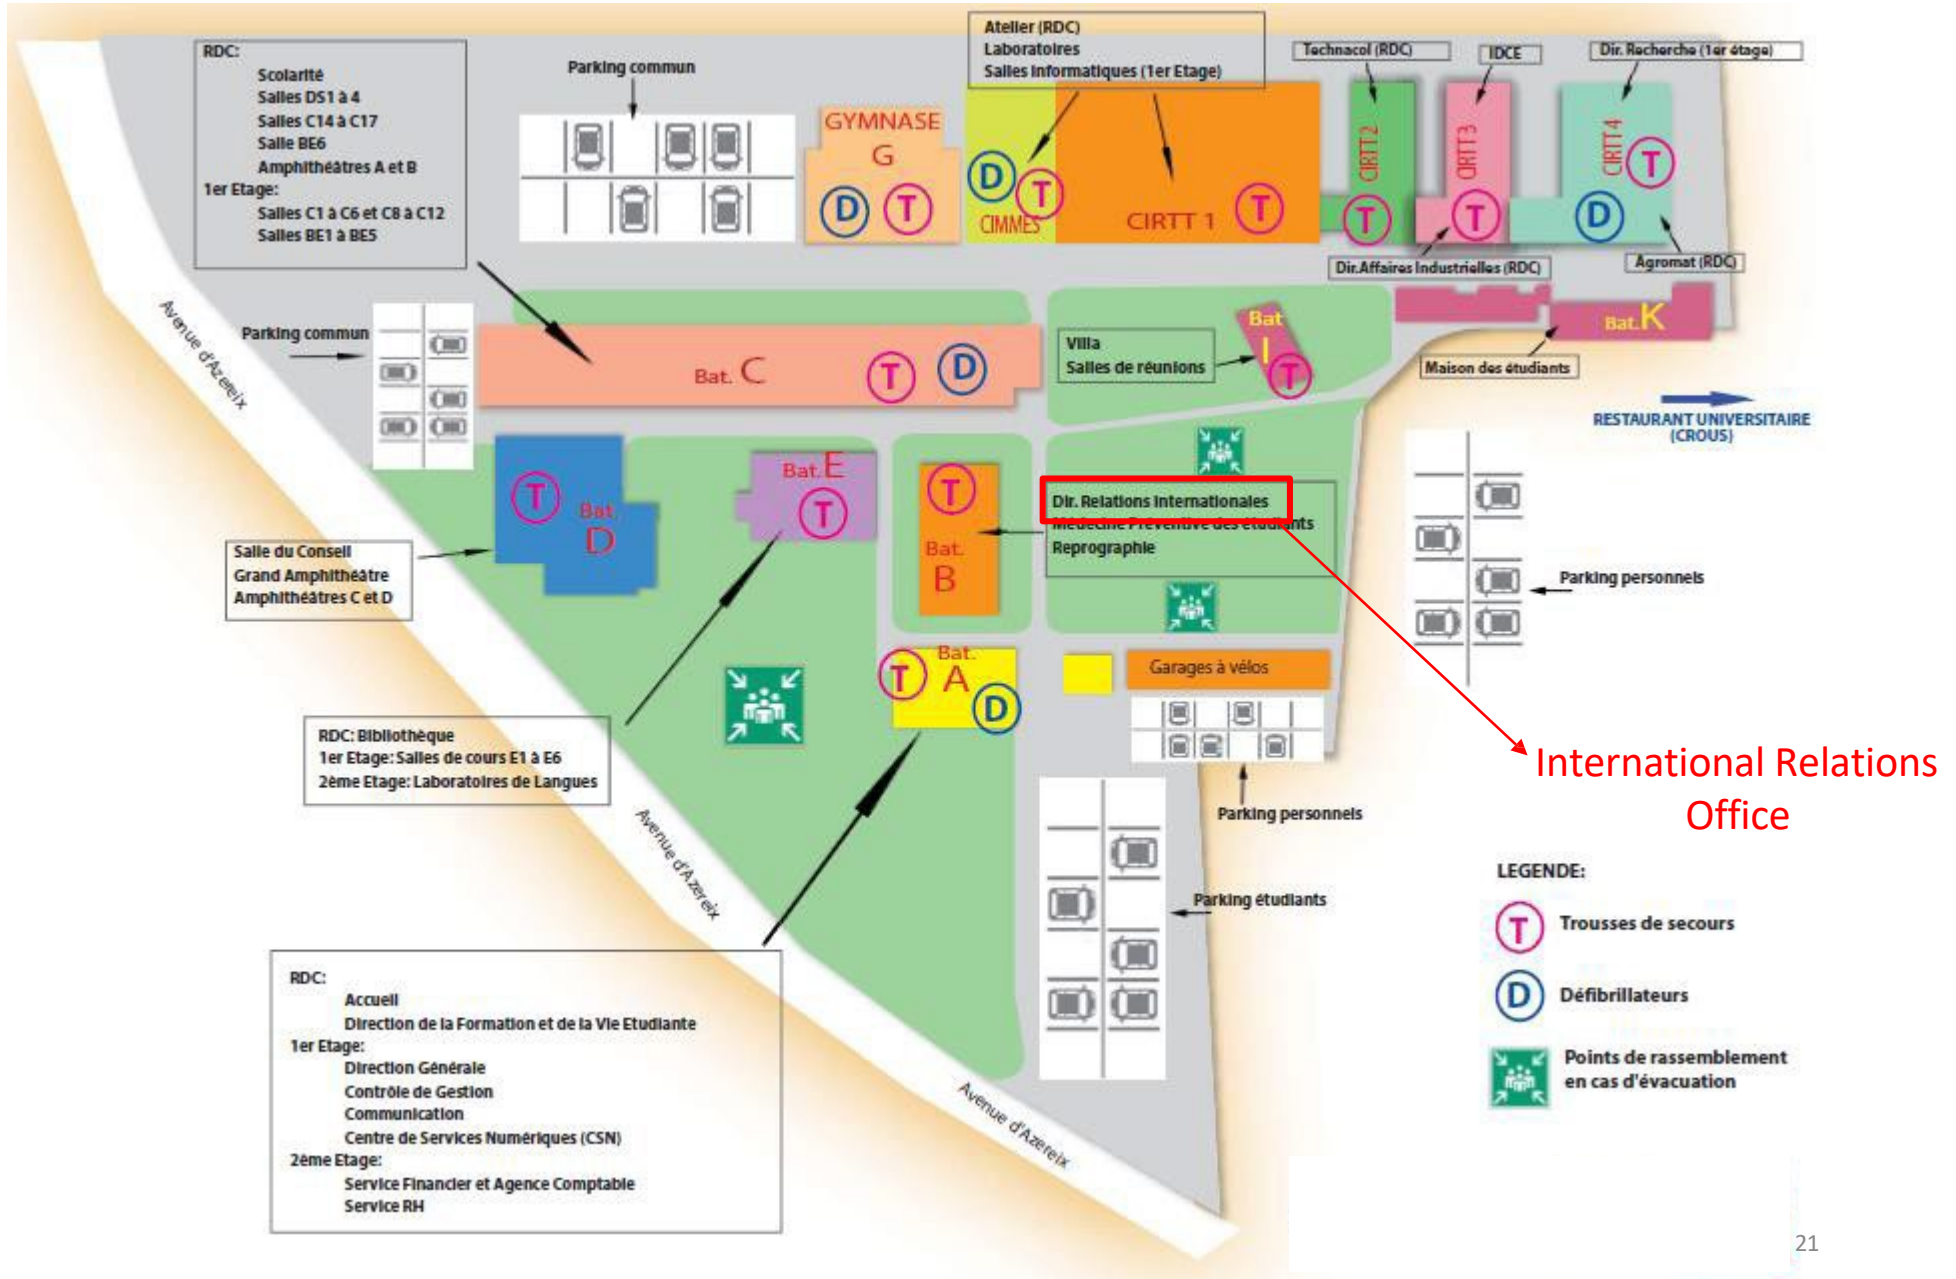 RDC:
Scolarité
Salles DS1 à 4
Salles C14 à C17
Salle BE6
Amphithéâtres A et B
1er Etage:
Salles C1 à C6 et C8 à C12
Salles BE1 à BE5
Parking commun
Atelier (RDC)
Laboratoires
Salles Informatiques (1er Etage)
Technacol (RDC)
IDCE
Dir. Recherche (1er étage)
GYMNASE
G
D
T
D
T
CIMMES
CIRTT 1
T
CIRTT 2
T
CIRTT 3
T
CIRTT 4
T
D
Dir.Affaires Industrielles (RDC)
Agromat (RDC)
Avenue d'Azereix
Parking commun
Bat. C
T
D
Villa
Salles de réunions
Bat
I
T
Bat.K
Maison des étudiants
RESTAURANT UNIVERSITAIRE
(CROUS)
T
Bat.
D
Bat.E
T
T
Bat.
B
Dir. Relations Internationales
Médecine Préventive des étudiants
Reprographie
Salle du Conseil
Grand Amphithéâtre
Amphithéâtres C et D
Parking personnels
T
Bat.
A
D
Garages à vélos
RDC: Bibliothèque
1er Etage: Salles de cours E1 à E6
2ème Etage: Laboratoires de Langues
Avenue d'Azereix
Parking personnels
International Relations
Office
Parking étudiants
LEGENDE:
T
Trousses de secours
D
Défibrillateurs
Points de rassemblement
en cas d'évacuation
RDC:
Accueil
Direction de la Formation et de la Vie Etudiante
1er Etage:
Direction Générale
Contrôle de Gestion
Communication
Centre de Services Numériques (CSN)
2ème Etage:
Service Financier et Agence Comptable
Service RH
Avenue d'Azereix
21